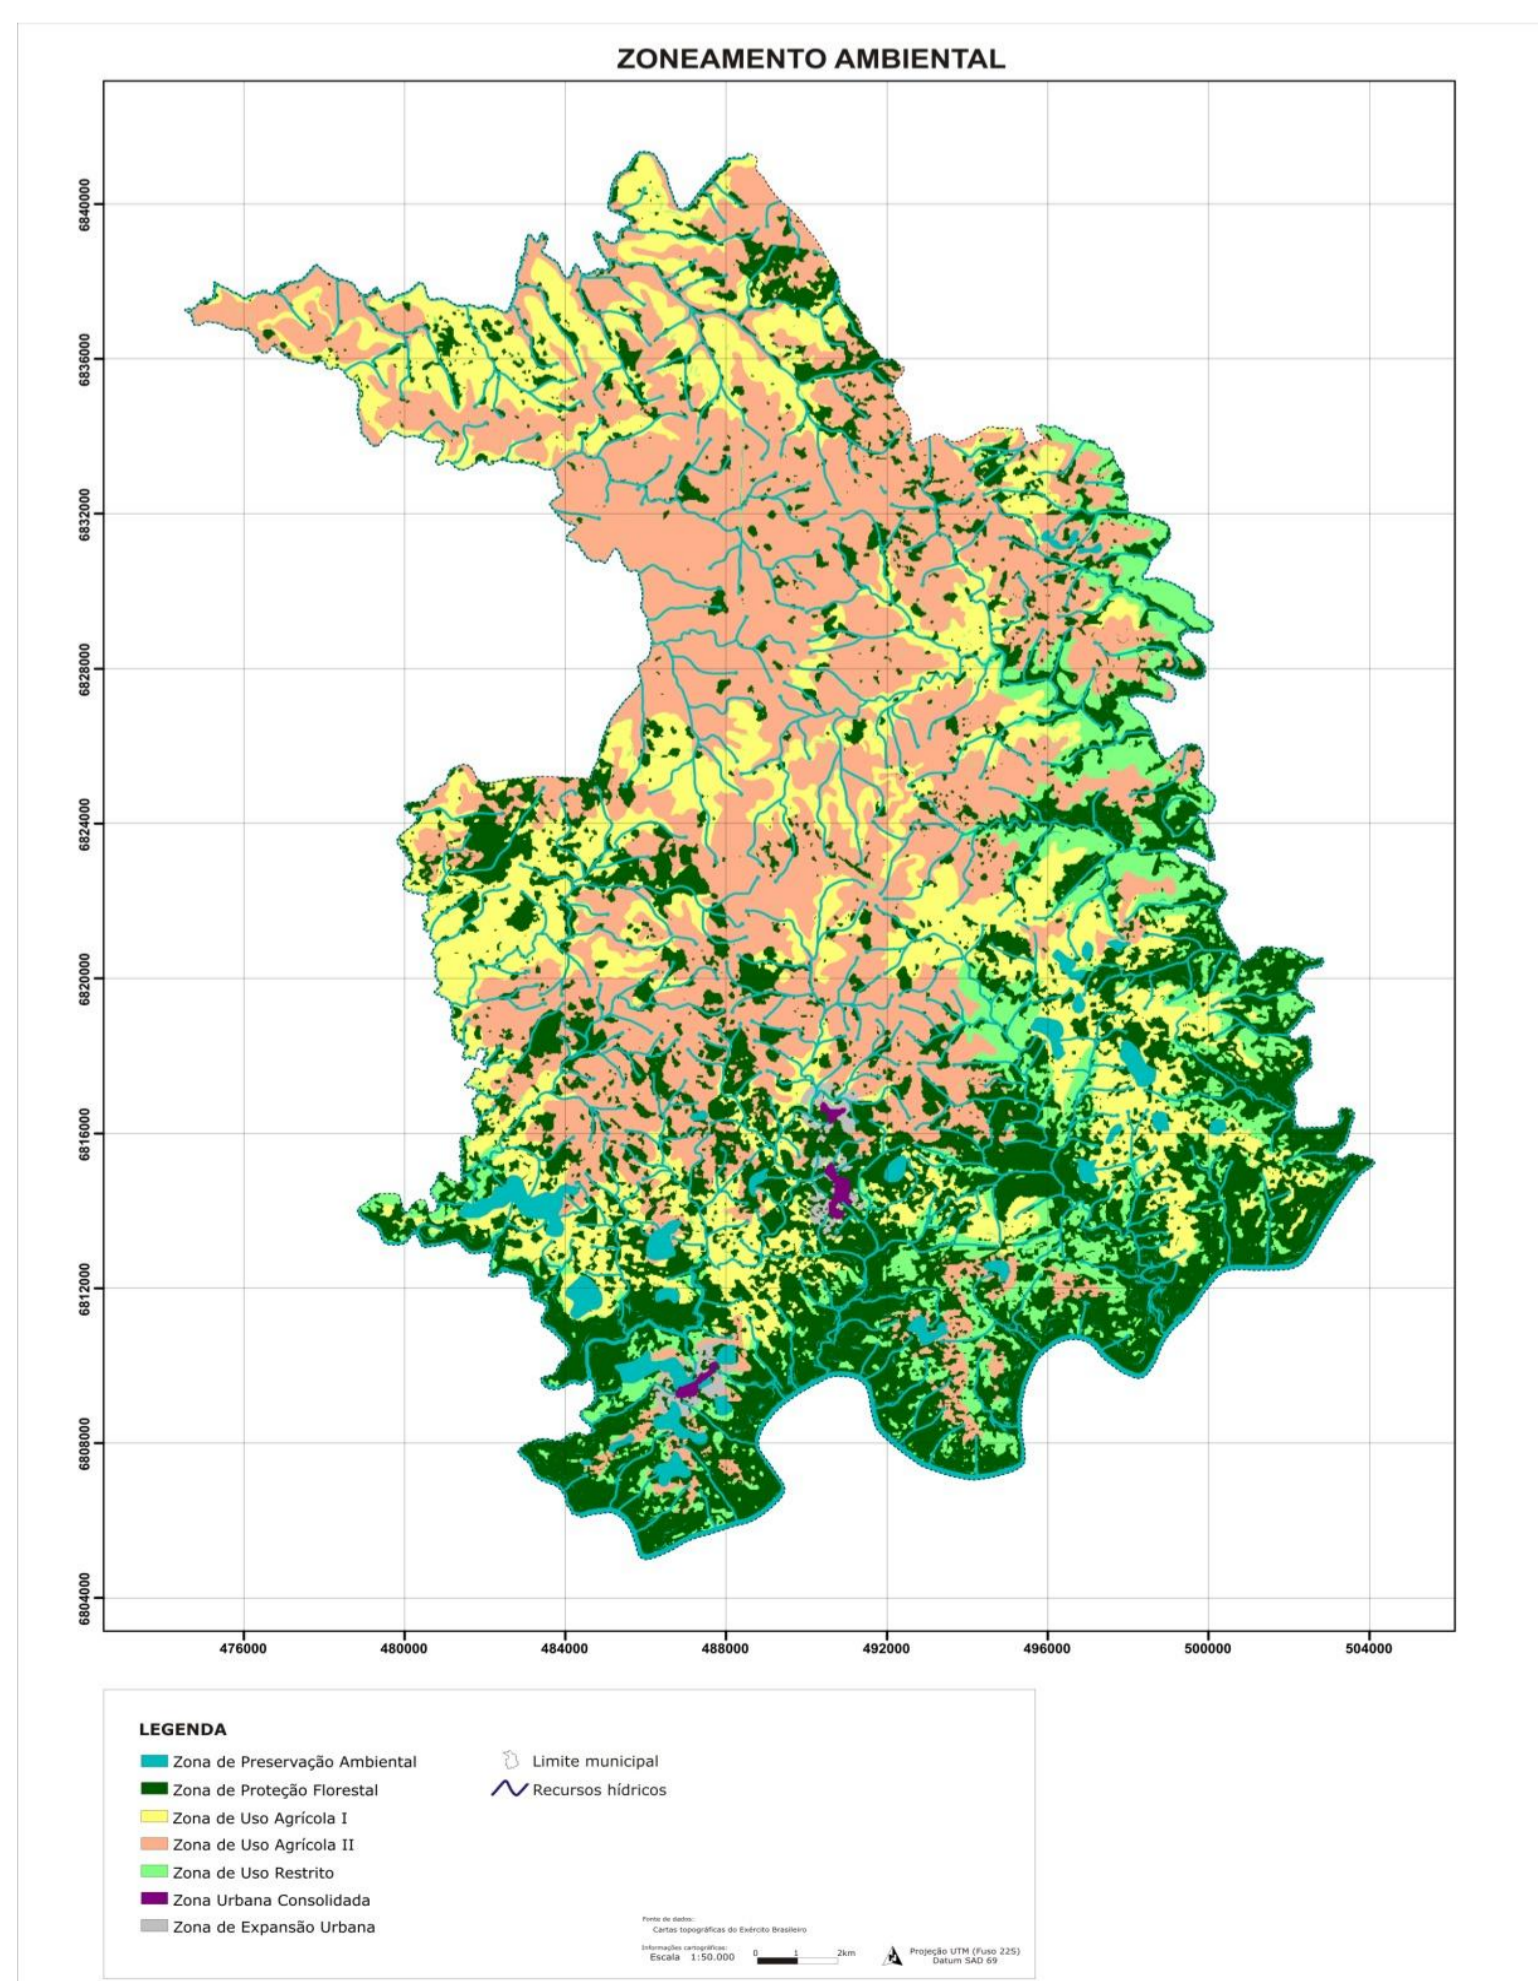 ZONEAMENTO AMBIENTAL
6840000
6836000
6832000
6828000
6824000
6820000
6816000
6812000
6808000
6804000
476000 480000 484000 488000 492000 496000 500000 504000
LEGENDA
Zona de Preservação Ambiental
Zona de Proteção Florestal
Zona de Uso Agrícola I
Zona de Uso Agrícola II
Zona de Uso Restrito
Zona Urbana Consolidada
Zona de Expansão Urbana
Limite municipal
Recursos hídricos
Fonte de dados:
Cartas topográficas do Exército Brasileiro
Informações cartográficas:
Escala 1:50.000
0 1 2km
Projeção UTM (Fuso 22S)
Datum SAD 69